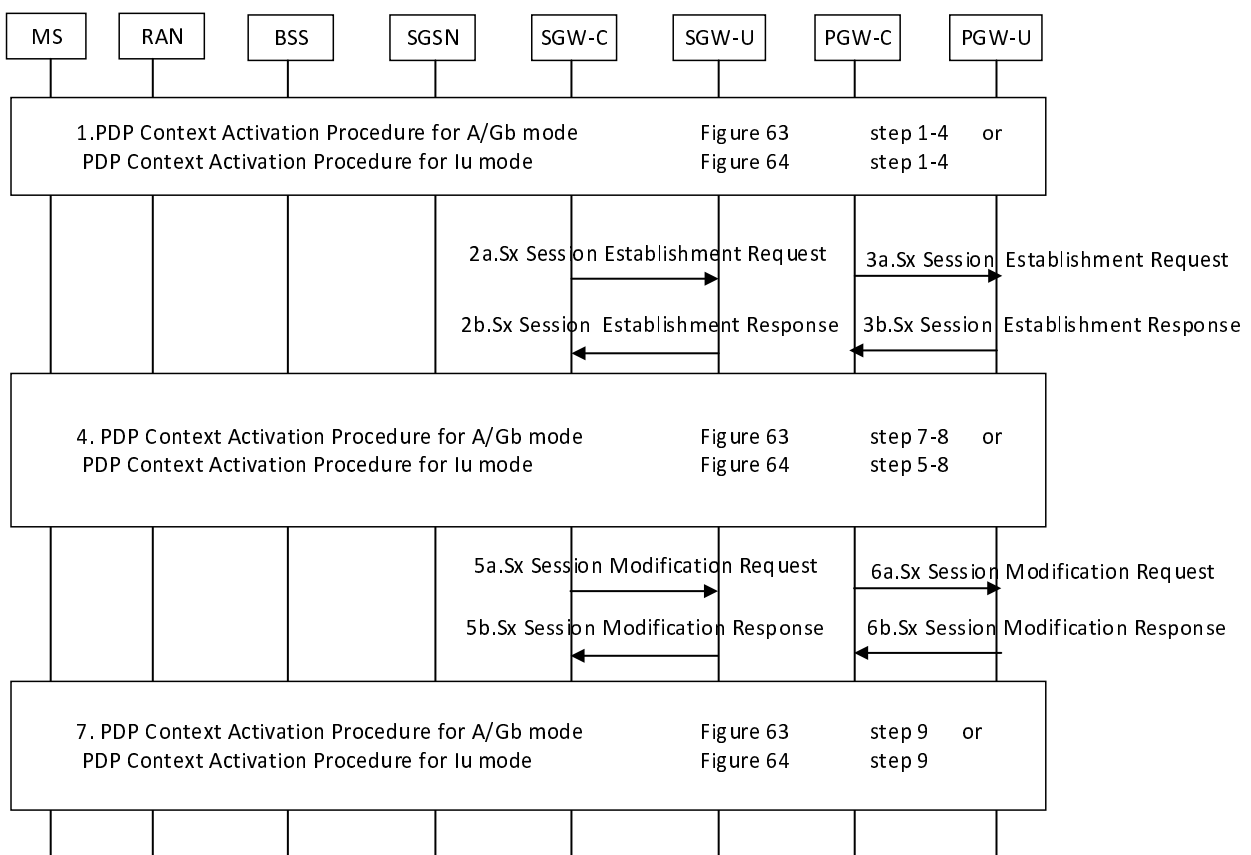 MS RAN BSS SGSN SGW-C SGW-U PGW-C PGW-U
1.PDP Context Activation Procedure for A/Gb mode Figure 63 step 1-4 or
PDP Context Activation Procedure for Iu mode Figure 64 step 1-4
2a.Sx Session Establishment Request
3a.Sx Session Establishment Request
2b.Sx Session Establishment Response
3b.Sx Session Establishment Response
4. PDP Context Activation Procedure for A/Gb mode Figure 63 step 7-8 or
PDP Context Activation Procedure for Iu mode Figure 64 step 5-8
5a.Sx Session Modification Request
6a.Sx Session Modification Request
5b.Sx Session Modification Response
6b.Sx Session Modification Response
7. PDP Context Activation Procedure for A/Gb mode Figure 63 step 9 or
PDP Context Activation Procedure for Iu mode Figure 64 step 9